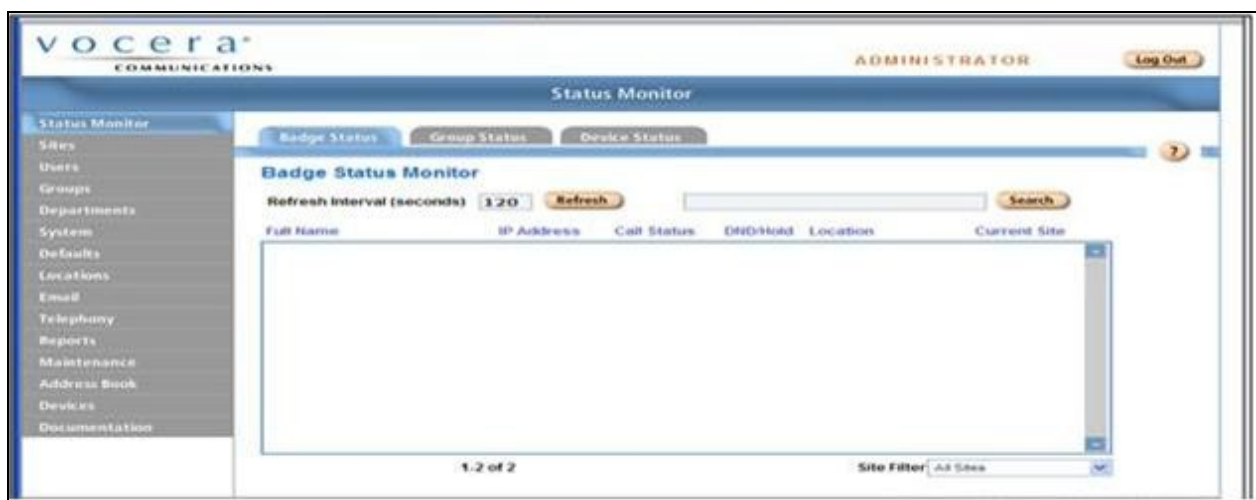 vocera
COMMUNICATIONS
ADMINISTRATOR
Log Out
Status Monitor
Status Monitor
Sites
Users
Groups
Departments
System
Defaults
Locations
Email
Telephony
Reports
Maintenance
Address Book
Devices
Documentation
Badge Status Group Status Device Status
?
Badge Status Monitor
Refresh Interval (seconds) 120 Refresh Search
Full Name IP Address Call Status DND/Hold Location Current Site
1-2 of 2 Site Filter All Sites